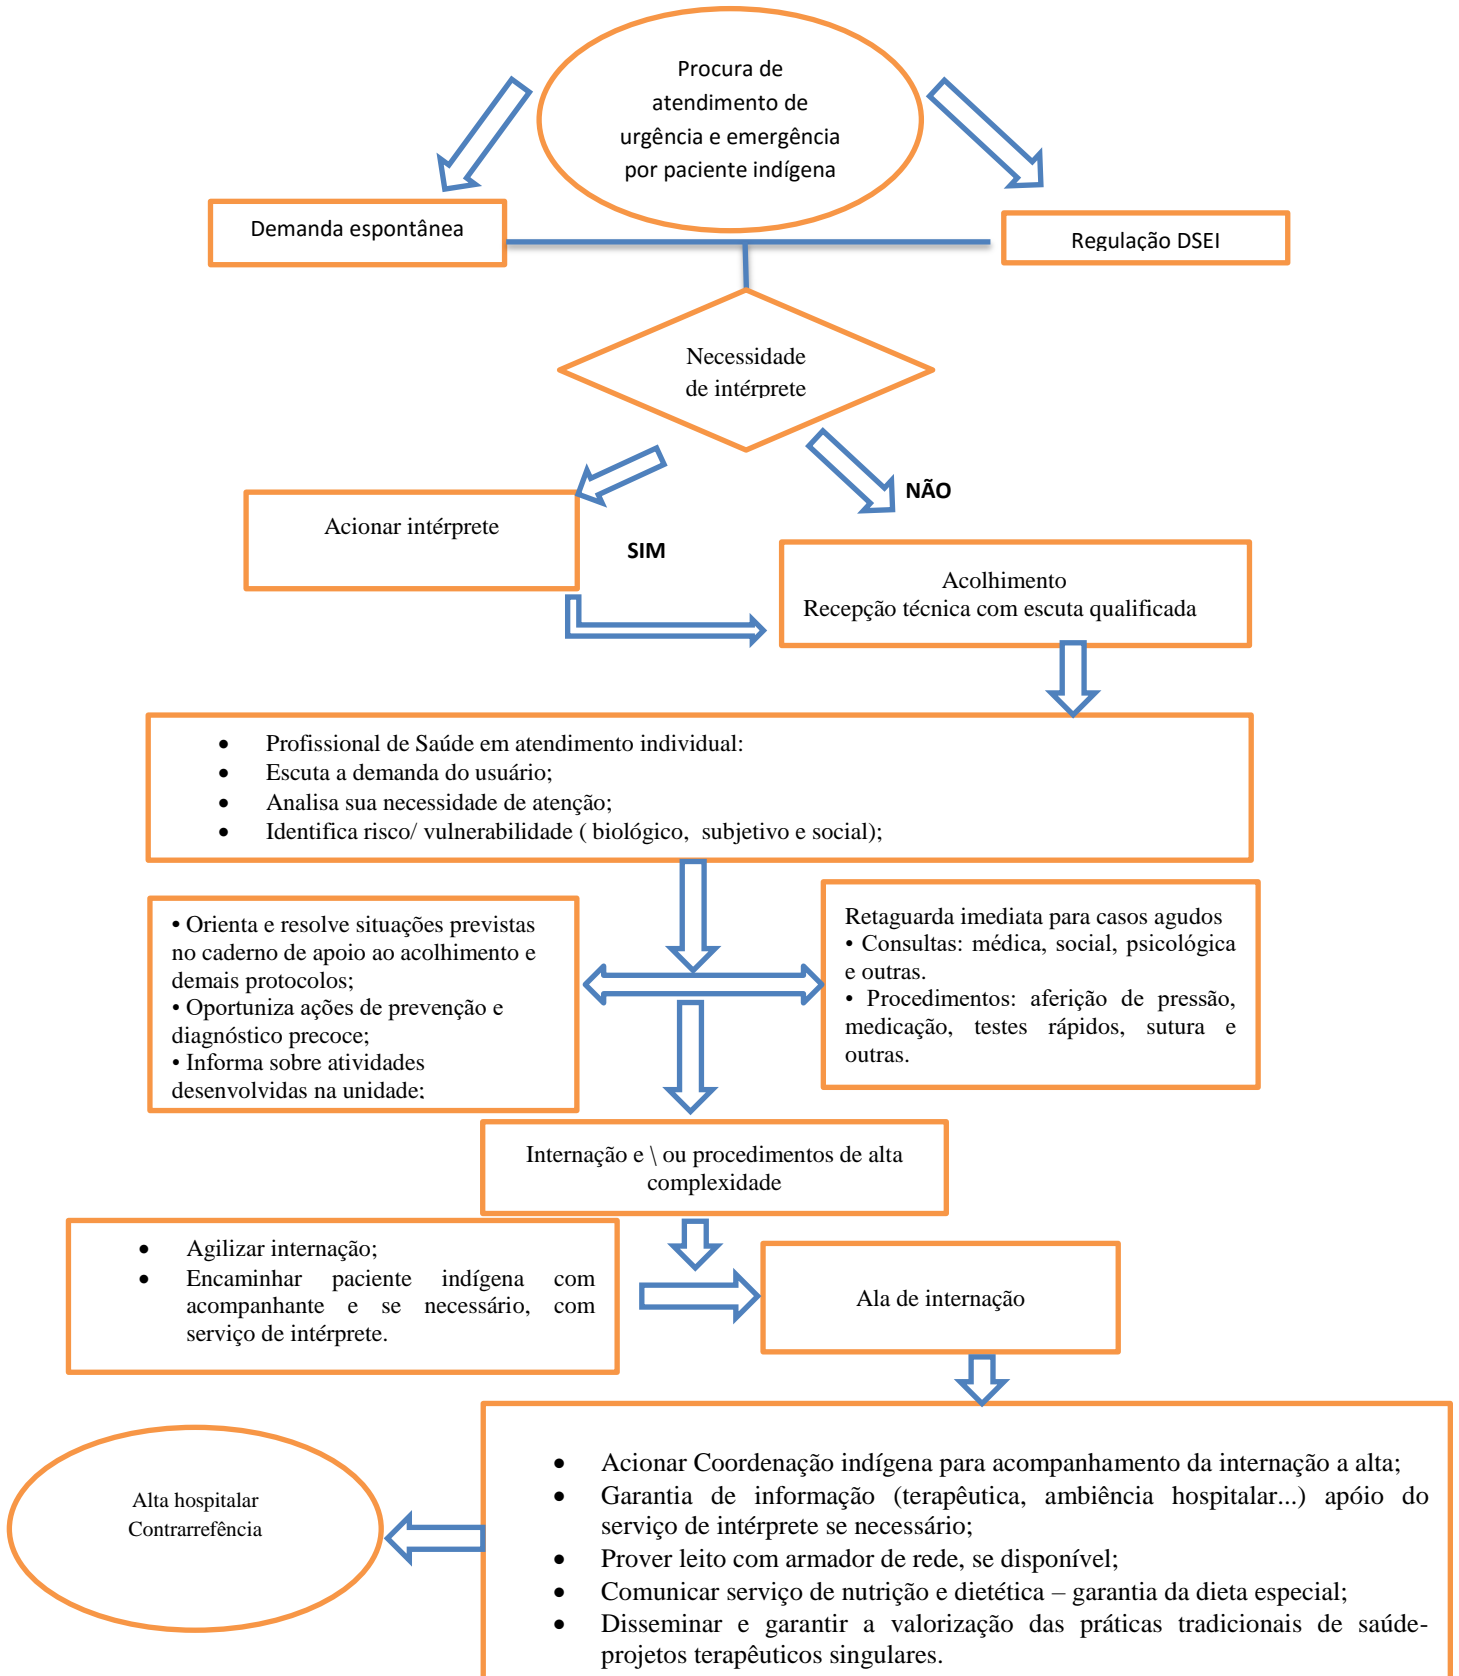 Procura de
atendimento de
urgência e emergência
por paciente indígena
Demanda espontânea
Regulação DSEI
Necessidade
de intérprete
NÃO
Acionar intérprete
SIM
Acolhimento
Recepção técnica com escuta qualificada
• Profissional de Saúde em atendimento individual:
• Escuta a demanda do usuário;
• Analisa sua necessidade de atenção;
• Identifica risco/ vulnerabilidade ( biológico, subjetivo e social);
• Orienta e resolve situações previstas
no caderno de apoio ao acolhimento e
demais protocolos;
• Oportuniza ações de prevenção e
diagnóstico precoce;
• Informa sobre atividades
desenvolvidas na unidade;
Retaguarda imediata para casos agudos
• Consultas: médica, social, psicológica
e outras.
• Procedimentos: aferição de pressão,
medicação, testes rápidos, sutura e
outras.
Internação e \ ou procedimentos de alta
complexidade
• Agilizar internação;
• Encaminhar paciente indígena com
acompanhante e se necessário, com
serviço de intérprete.
Ala de internação
• Acionar Coordenação indígena para acompanhamento da internação a alta;
• Garantia de informação (terapêutica, ambiência hospitalar...) apóio do
serviço de intérprete se necessário;
• Prover leito com armador de rede, se disponível;
• Comunicar serviço de nutrição e dietética – garantia da dieta especial;
• Disseminar e garantir a valorização das práticas tradicionais de saúde-
projetos terapêuticos singulares.
Alta hospitalar
Contrarrefência